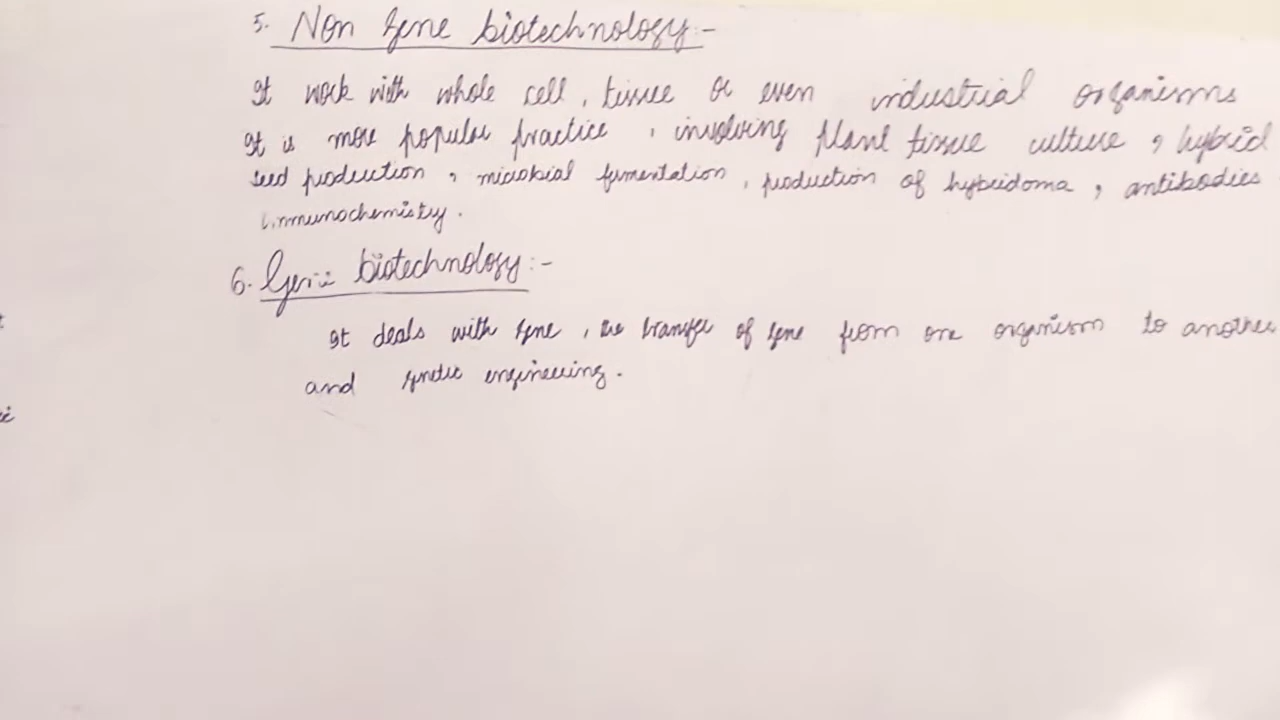 5. Non Gene biotechnology:-
It work with whole cell, tissue or even industrial organisms
It is more popular practice, involving plant tissue culture, hybrid
seed production, microbial fermentation, production of hybridoma, antibodies
immunochemistry.
6. Gene biotechnology:-
It deals with gene, the transfer of gene from one organism to another
and genetic engineering.